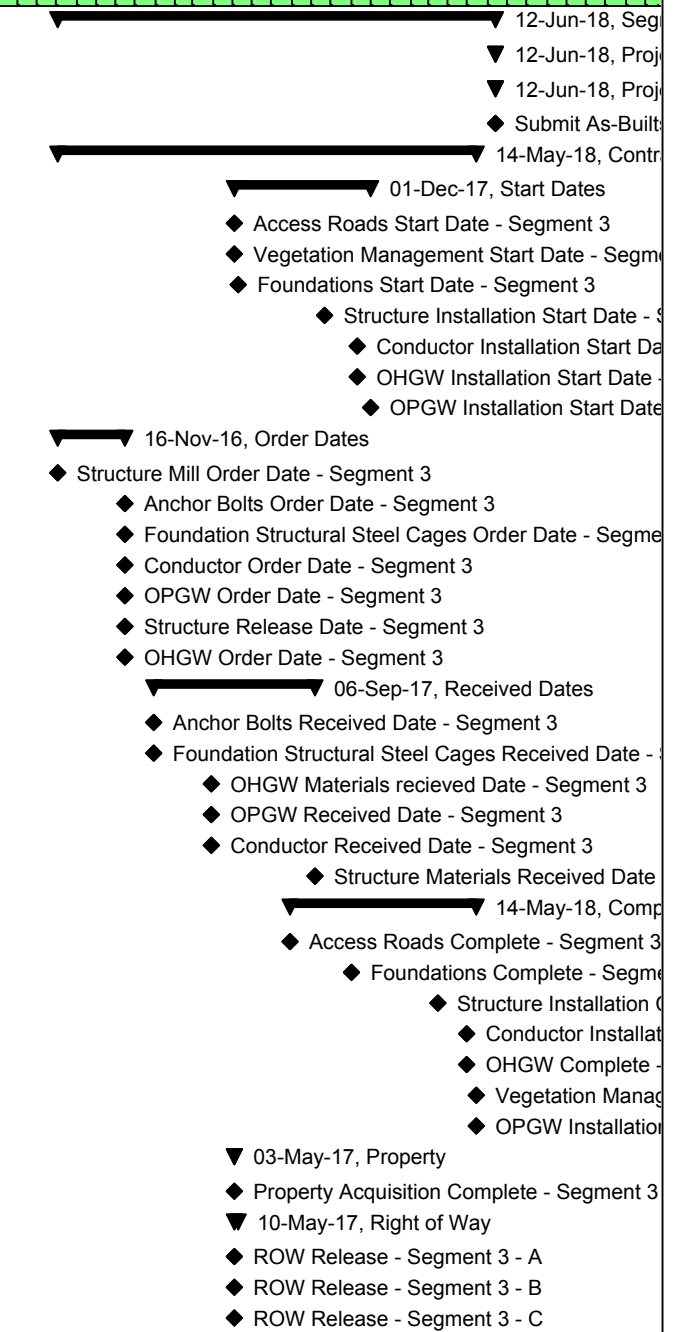 12-Jun-18, Seg
12-Jun-18, Proj
12-Jun-18, Proj
Submit As-Built
14-May-18, Contr
01-Dec-17, Start Dates
Access Roads Start Date - Segment 3
Vegetation Management Start Date - Segm
Foundations Start Date - Segment 3
Structure Installation Start Date -
Conductor Installation Start Da
OHGW Installation Start Date -
OPGW Installation Start Date
16-Nov-16, Order Dates
Structure Mill Order Date - Segment 3
Anchor Bolts Order Date - Segment 3
Foundation Structural Steel Cages Order Date - Segme
Conductor Order Date - Segment 3
OPGW Order Date - Segment 3
Structure Release Date - Segment 3
OHGW Order Date - Segment 3
06-Sep-17, Received Dates
Anchor Bolts Received Date - Segment 3
Foundation Structural Steel Cages Received Date -
OHGW Materials recieved Date - Segment 3
OPGW Received Date - Segment 3
Conductor Received Date - Segment 3
Structure Materials Received Date
14-May-18, Comp
Access Roads Complete - Segment 3
Foundations Complete - Segme
Structure Installation
Conductor Installat
OHGW Complete -
Vegetation Manag
OPGW Installation
03-May-17, Property
Property Acquisition Complete - Segment 3
10-May-17, Right of Way
ROW Release - Segment 3 - A
ROW Release - Segment 3 - B
ROW Release - Segment 3 - C